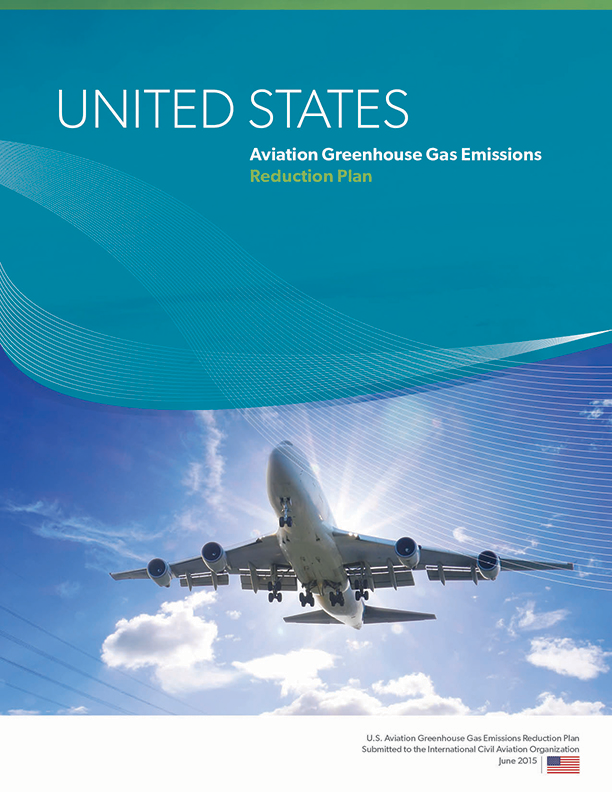 UNITED STATES
Aviation Greenhouse Gas Emissions
Reduction Plan
U.S. Aviation Greenhouse Gas Emissions Reduction Plan
Submitted to the International Civil Aviation Organization
June 2015